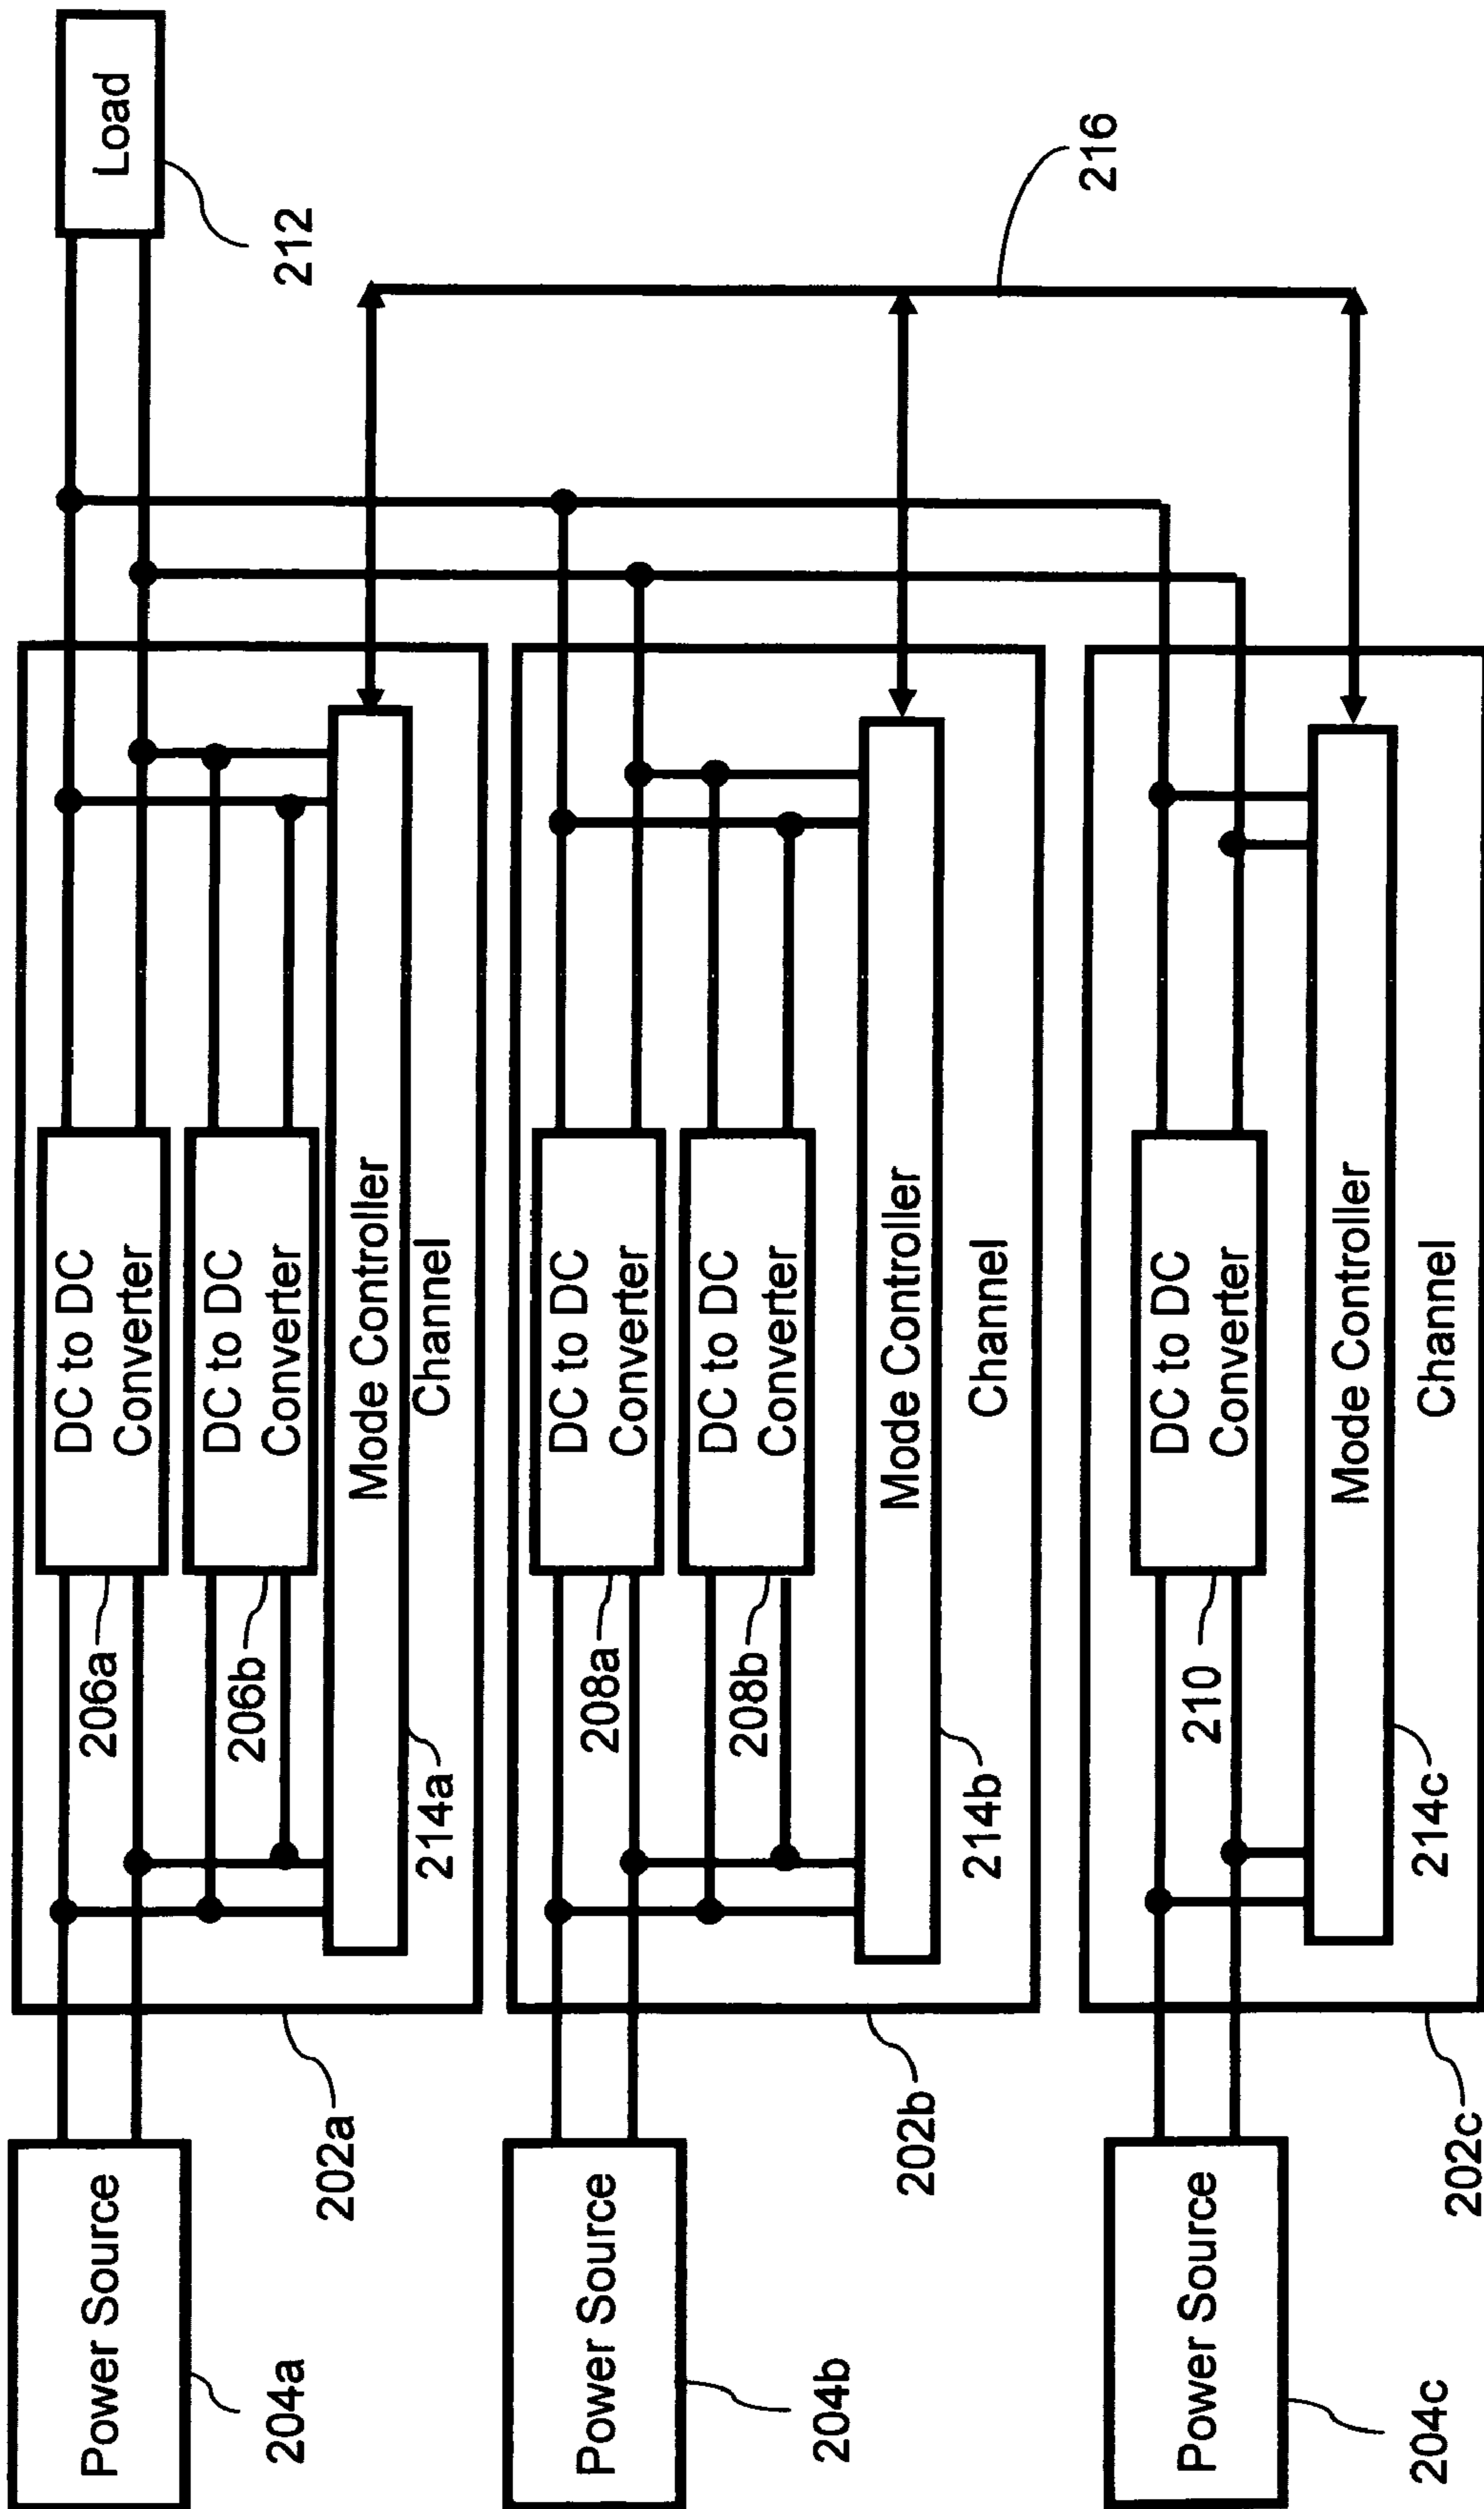 Power Source
204a
202a
DC to DC
Converter
206a
DC to DC
Converter
206b
Mode Controller
214a
Channel
Load
212
Power Source
204b
202b
DC to DC
Converter
208a
DC to DC
Converter
208b
Mode Controller
214b
Channel
216
Power Source
204c
202c
DC to DC
Converter
210
Mode Controller
214c
Channel